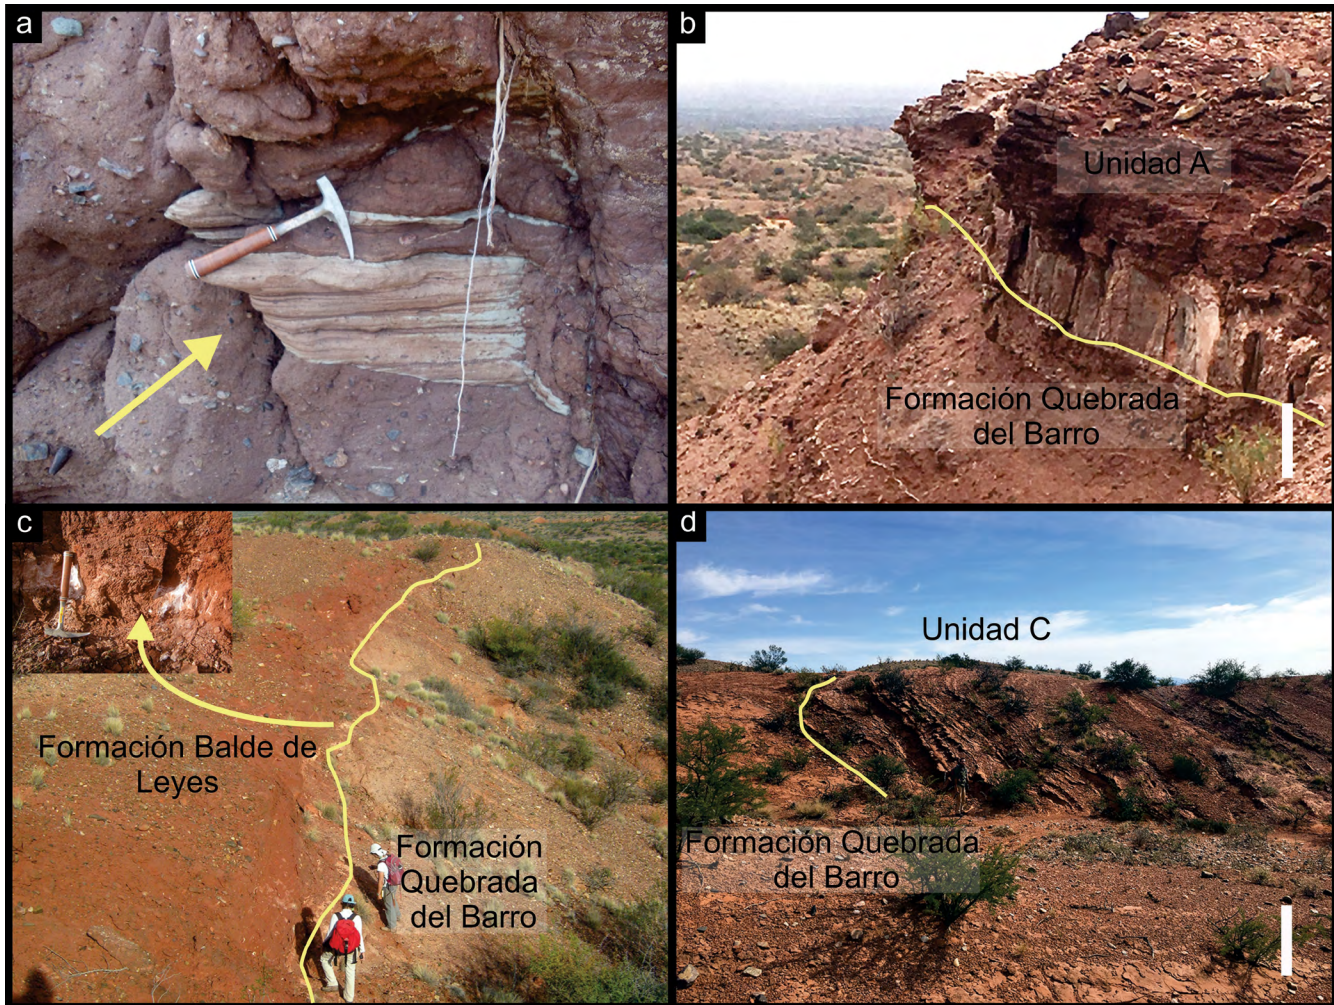 a
b
Unidad A
Formación Quebrada
del Barro
c
Formación Balde de
Leyes
Formación
Quebrada
del Barro
d
Unidad C
Formación Quebrada
del Barro